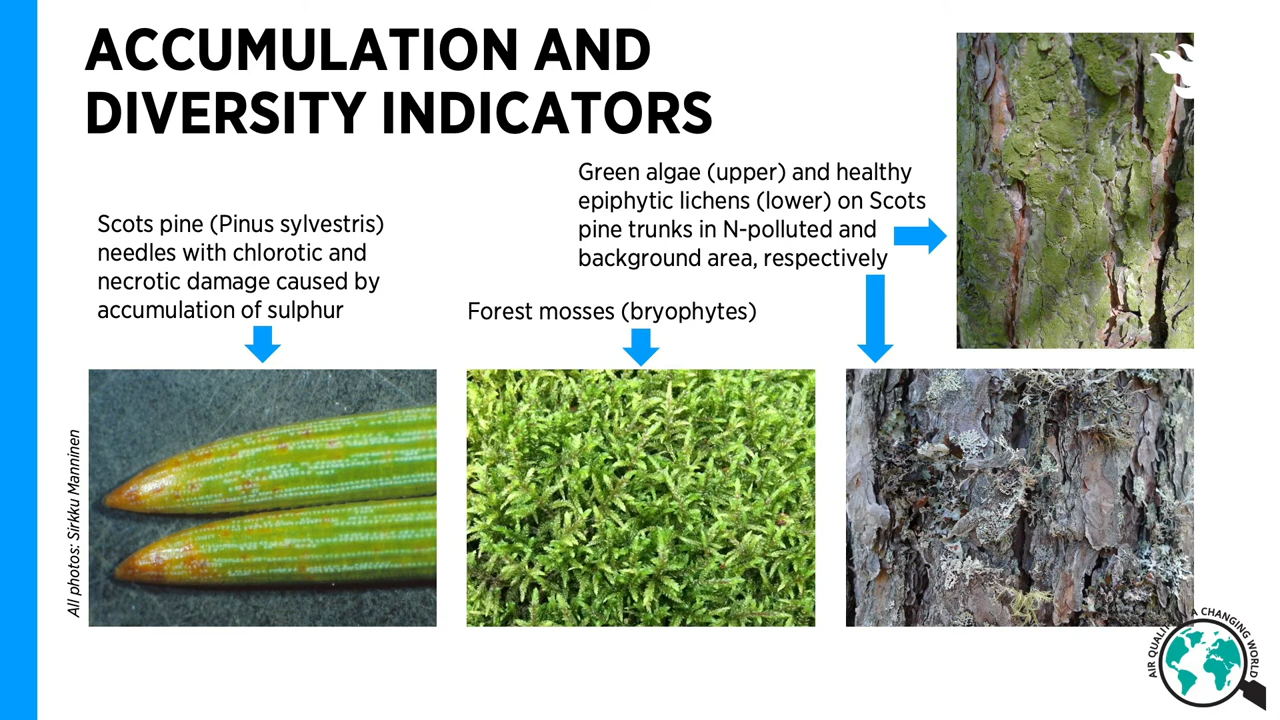 ACCUMULATION AND
DIVERSITY INDICATORS
Green algae (upper) and healthy
epiphytic lichens (lower) on Scots
pine trunks in N-polluted and
background area, respectively
Scots pine (Pinus sylvestris)
needles with chlorotic and
necrotic damage caused by
accumulation of sulphur
Forest mosses (bryophytes)
All photos: Sirkku Manninen
AIR QUALITY A CHANGING WORLD